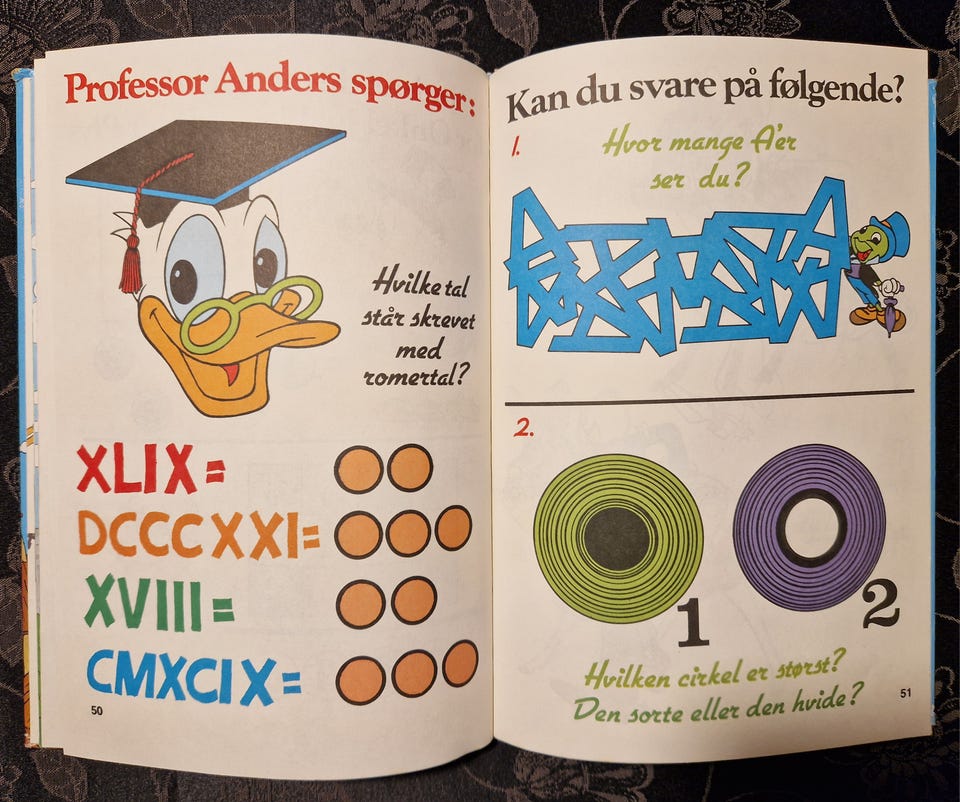 Professor Anders spørger:
Hvilke tal
står skrevet
med
romertal?
XLIX =
DCCCXXI =
XVIII =
CMXCIX =
50
Kan du svare på følgende?
1.
Hvor mange A'er
ser du?
2.
1
2
Hvilken cirkel er størst?
Den sorte eller den hvide?
51